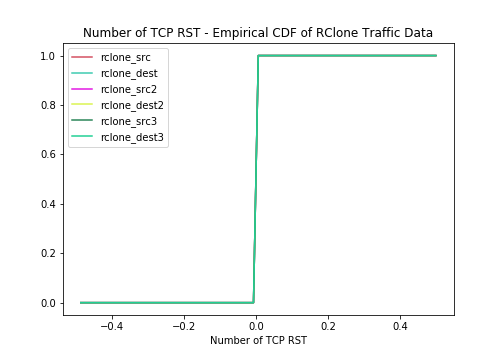 Number of TCP RST - Empirical CDF of RClone Traffic Data
rclone_src
rclone_dest
rclone_src2
rclone_dest2
rclone_src3
rclone_dest3
1.0
0.8
0.6
0.4
0.2
0.0
−0.4 −0.2 0.0 0.2 0.4
Number of TCP RST